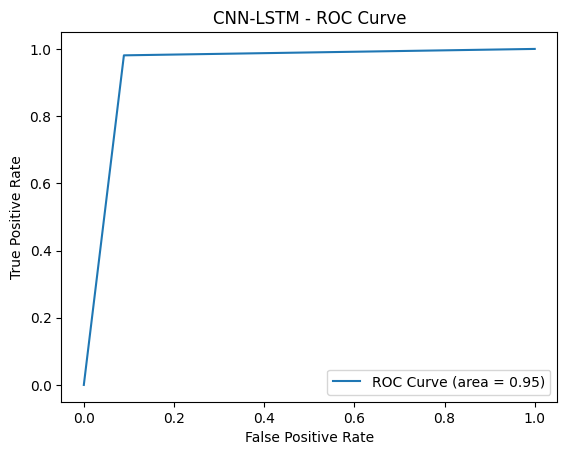 CNN-LSTM - ROC Curve
1.0
0.8
0.6
0.4
0.2
0.0
True Positive Rate
ROC Curve (area = 0.95)
0.0 0.2 0.4 0.6 0.8 1.0
False Positive Rate